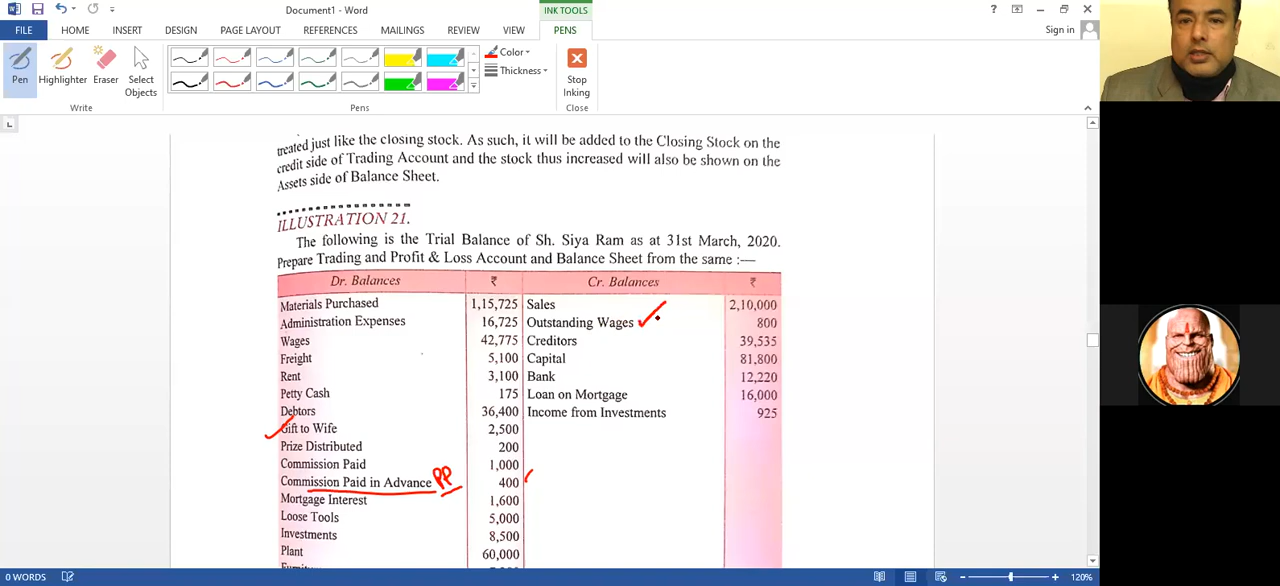 Document1 - Word
INK TOOLS
FILE HOME INSERT DESIGN PAGE LAYOUT REFERENCES MAILINGS REVIEW VIEW PENS
Sign in
Pen Highlighter Eraser Select Objects
Color
Thickness
Stop Inking
Write Pens Close
treated just like the closing stock. As such, it will be added to the Closing Stock on the
credit side of Trading Account and the stock thus increased will also be shown on the
Assets side of Balance Sheet.
ILLUSTRATION 21.
The following is the Trial Balance of Sh. Siya Ram as at 31st March, 2020.
Prepare Trading and Profit & Loss Account and Balance Sheet from the same :—
Dr. Balances ₹ Cr. Balances ₹
Materials Purchased 1,15,725 Sales 2,10,000
Administration Expenses 16,725 Outstanding Wages 800
Wages 42,775 Creditors 39,535
Freight 5,100 Capital 81,800
Rent 3,100 Bank 12,220
Petty Cash 175 Loan on Mortgage 16,000
Debtors 36,400 Income from Investments 925
Gift to Wife 2,500
Prize Distributed 200
Commission Paid 1,000
Commission Paid in Advance PP 400
Mortgage Interest 1,600
Loose Tools 5,000
Investments 8,500
Plant 60,000
0 WORDS
120%